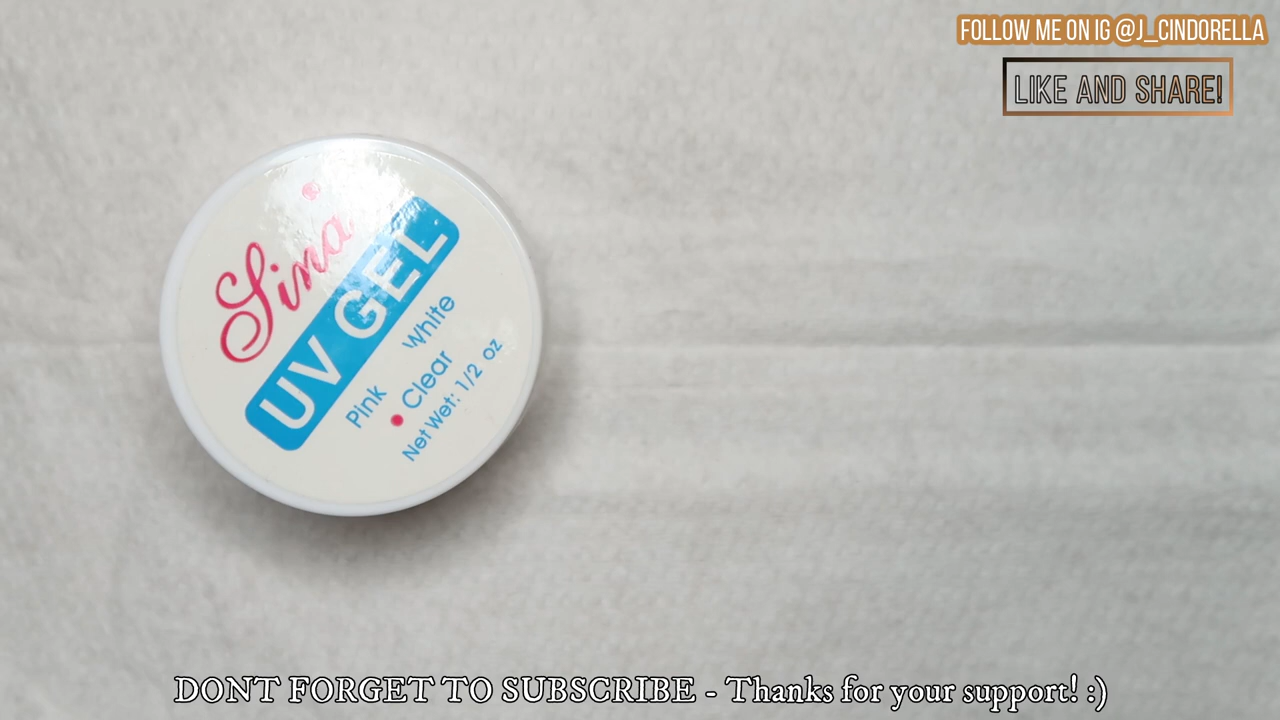 FOLLOW ME ON IG @J_CINDORELLA
LIKE AND SHARE!
Sina
UV GEL
Pink White
• Clear
Net Wet: 1/2 oz
DONT FORGET TO SUBSCRIBE - Thanks for your support! :)